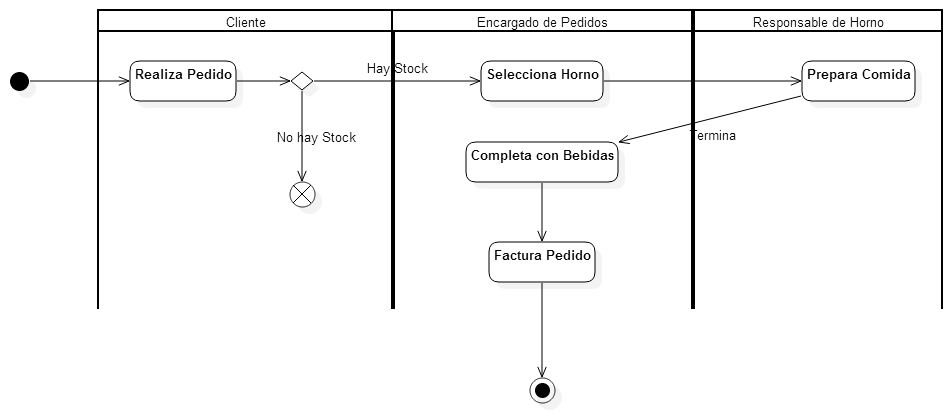 Cliente
Encargado de Pedidos
Responsable de Horno
Realiza Pedido
Hay Stock
Selecciona Horno
Prepara Comida
No hay Stock
Termina
Completa con Bebidas
Factura Pedido